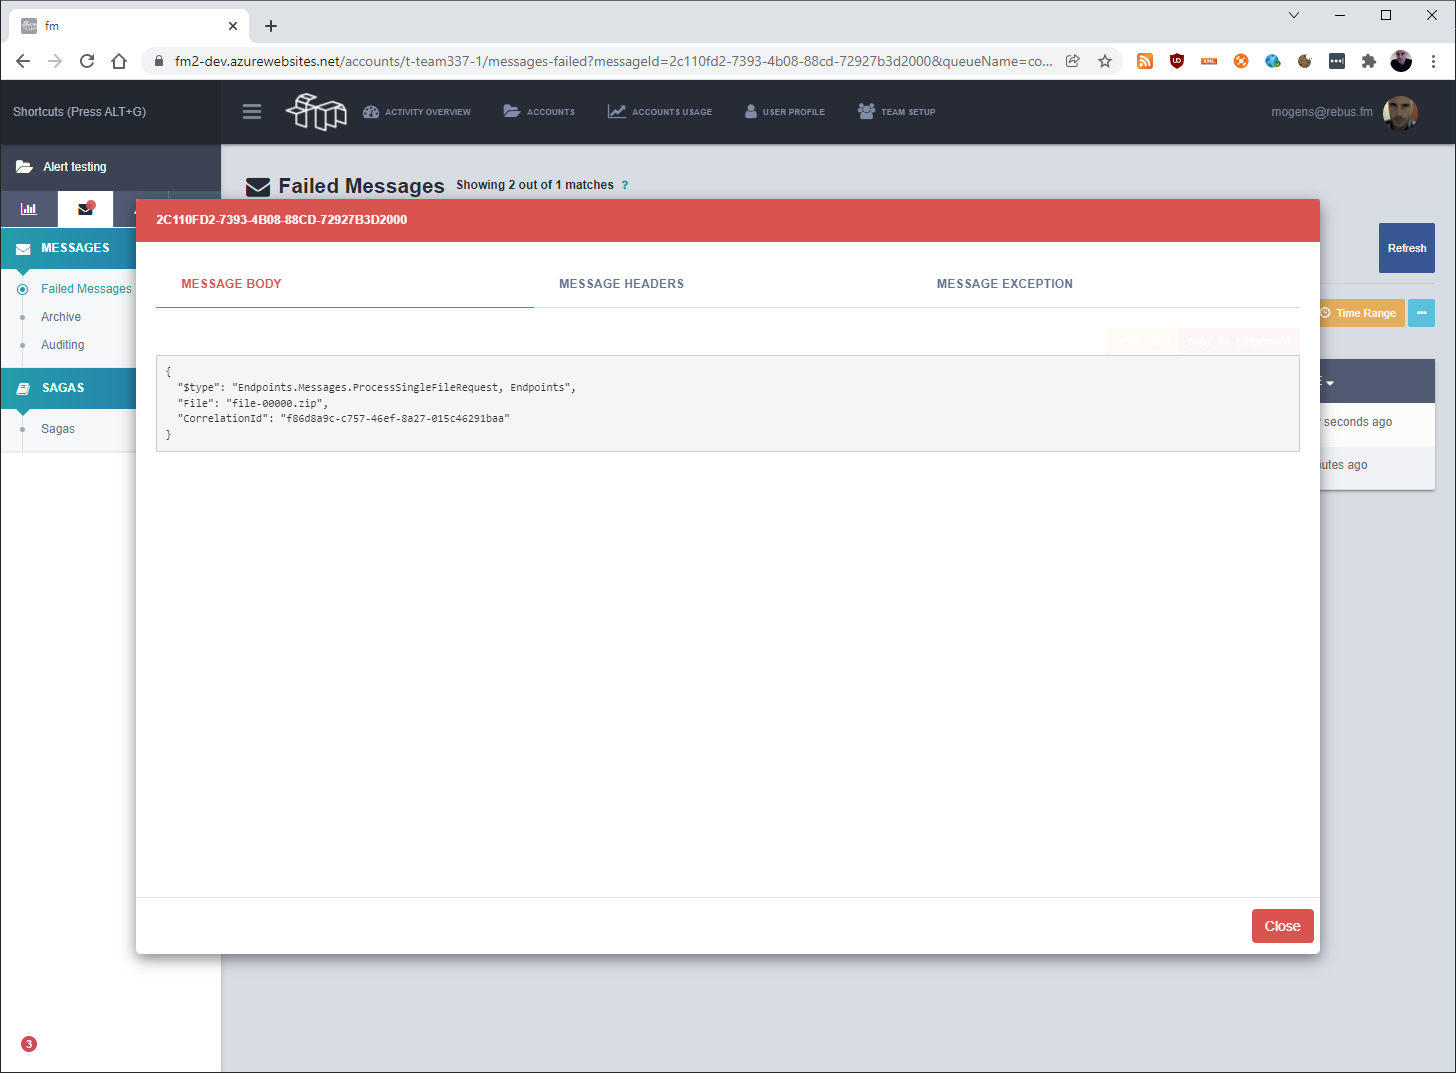 fm
fm2-dev.azurewebsites.net/accounts/t-team337-1/messages-failed?messageId=2c110fd2-7393-4b08-88cd-72927b3d2000&queueName=co...
Shortcuts (Press ALT+G)
ACTIVITY OVERVIEW
ACCOUNTS
ACCOUNTS USAGE
USER PROFILE
TEAM SETUP
mogens@rebus.fm
Alert testing
Failed Messages
Showing 2 out of 1 matches ?
2C110FD2-7393-4B08-88CD-72927B3D2000
MESSAGES
Refresh
Failed Messages
Archive
Auditing
SAGAS
Sagas
MESSAGE BODY
MESSAGE HEADERS
MESSAGE EXCEPTION
Time Range
Copy to clipboard
{
"$type": "Endpoints.Messages.ProcessSingleFileRequest, Endpoints",
"File": "file-00000.zip",
"CorrelationId": "f86d8a9c-c757-46ef-8a27-015c46291baa"
}
seconds ago
ago
Close
3